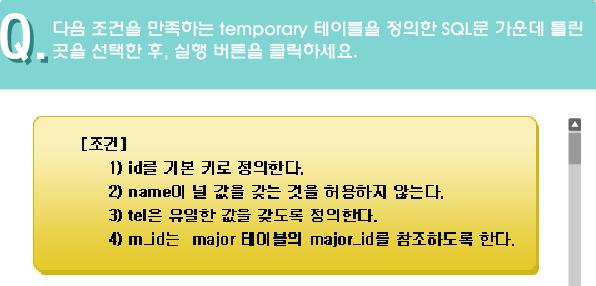 Q. 다음 조건을 만족하는 temporary 테이블을 정의한 SQL문 가운데 틀린
곳을 선택한 후, 실행 버튼을 클릭하세요.
[조건]
1) id를 기본 키로 정의한다.
2) name이 널 값을 갖는 것을 허용하지 않는다.
3) tel은 유일한 값을 갖도록 정의한다.
4) m_id는 major 테이블의 major_id를 참조하도록 한다.